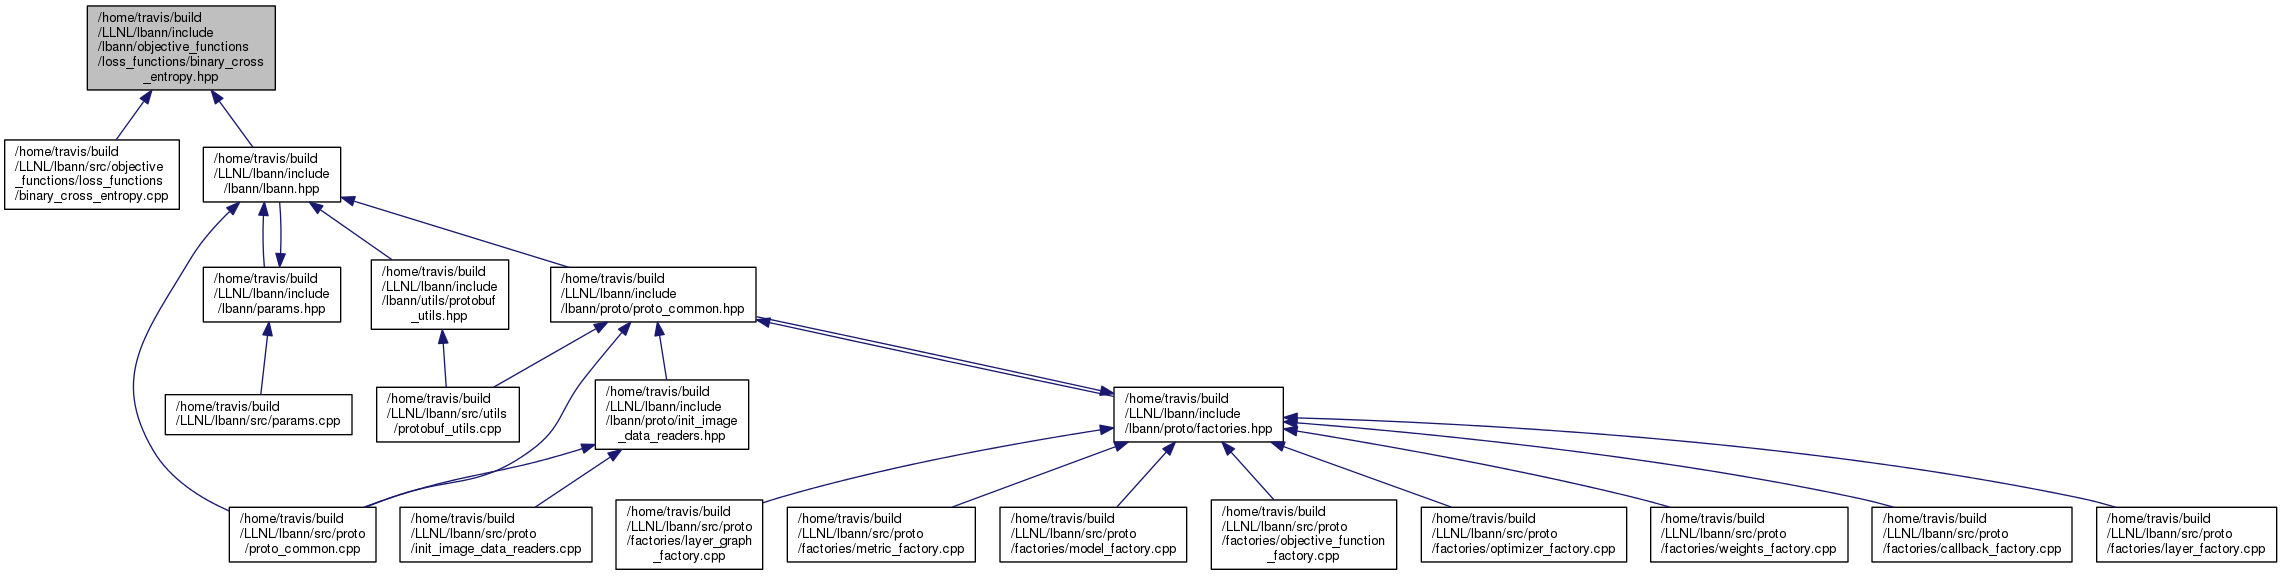 /home/travis/build
/LLNL/lbann/include
/lbann/objective_functions
/loss_functions/binary_cross
_entropy.hpp
/home/travis/build
/LLNL/lbann/src/objective
_functions/loss_functions
/binary_cross_entropy.cpp
/home/travis/build
/LLNL/lbann/include
/lbann/lbann.hpp
/home/travis/build
/LLNL/lbann/include
/lbann/params.hpp
/home/travis/build
/LLNL/lbann/include
/lbann/utils/protobuf
_utils.hpp
/home/travis/build
/LLNL/lbann/include
/lbann/proto/proto_common.hpp
/home/travis/build
/LLNL/lbann/src/params.cpp
/home/travis/build
/LLNL/lbann/src/utils
/protobuf_utils.cpp
/home/travis/build
/LLNL/lbann/include
/lbann/proto/init_image
_data_readers.hpp
/home/travis/build
/LLNL/lbann/include
/lbann/proto/factories.hpp
/home/travis/build
/LLNL/lbann/src/proto
/proto_common.cpp
/home/travis/build
/LLNL/lbann/src/proto
/init_image_data_readers.cpp
/home/travis/build
/LLNL/lbann/src/proto
/factories/layer_graph
_factory.cpp
/home/travis/build
/LLNL/lbann/src/proto
/factories/metric_factory.cpp
/home/travis/build
/LLNL/lbann/src/proto
/factories/model_factory.cpp
/home/travis/build
/LLNL/lbann/src/proto
/factories/objective_function
_factory.cpp
/home/travis/build
/LLNL/lbann/src/proto
/factories/optimizer_factory.cpp
/home/travis/build
/LLNL/lbann/src/proto
/factories/weights_factory.cpp
/home/travis/build
/LLNL/lbann/src/proto
/factories/callback_factory.cpp
/home/travis/build
/LLNL/lbann/src/proto
/factories/layer_factory.cpp